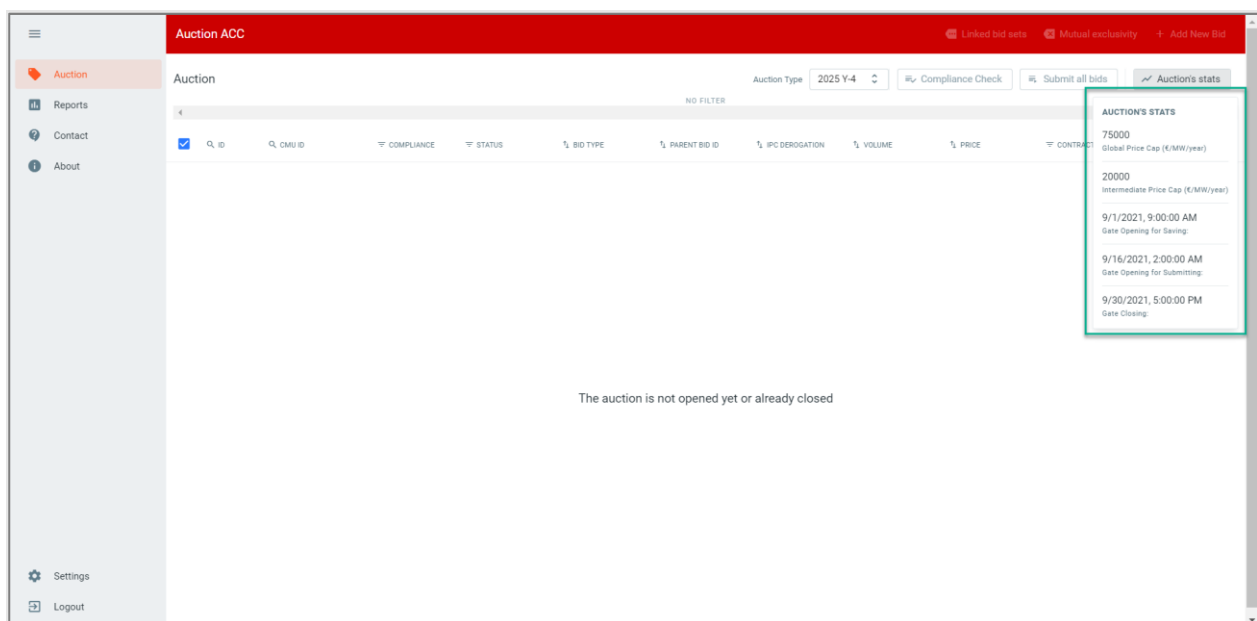 Auction ACC
Linked bid sets
Mutual exclusivity
+ Add New Bid
Auction
Reports
Contact
About
Auction
Auction Type
2025 Y-4
Compliance Check
Submit all bids
Auction's stats
NO FILTER
ID
CMU ID
COMPLIANCE
STATUS
BID TYPE
PARENT BID ID
IPC DEROGATION
VOLUME
PRICE
CONTRACT
AUCTION'S STATS
75000
Global Price Cap (€/MW/year)
20000
Intermediate Price Cap (€/MW/year)
9/1/2021, 9:00:00 AM
Gate Opening for Saving:
9/16/2021, 2:00:00 AM
Gate Opening for Submitting:
9/30/2021, 5:00:00 PM
Gate Closing:
The auction is not opened yet or already closed
Settings
Logout